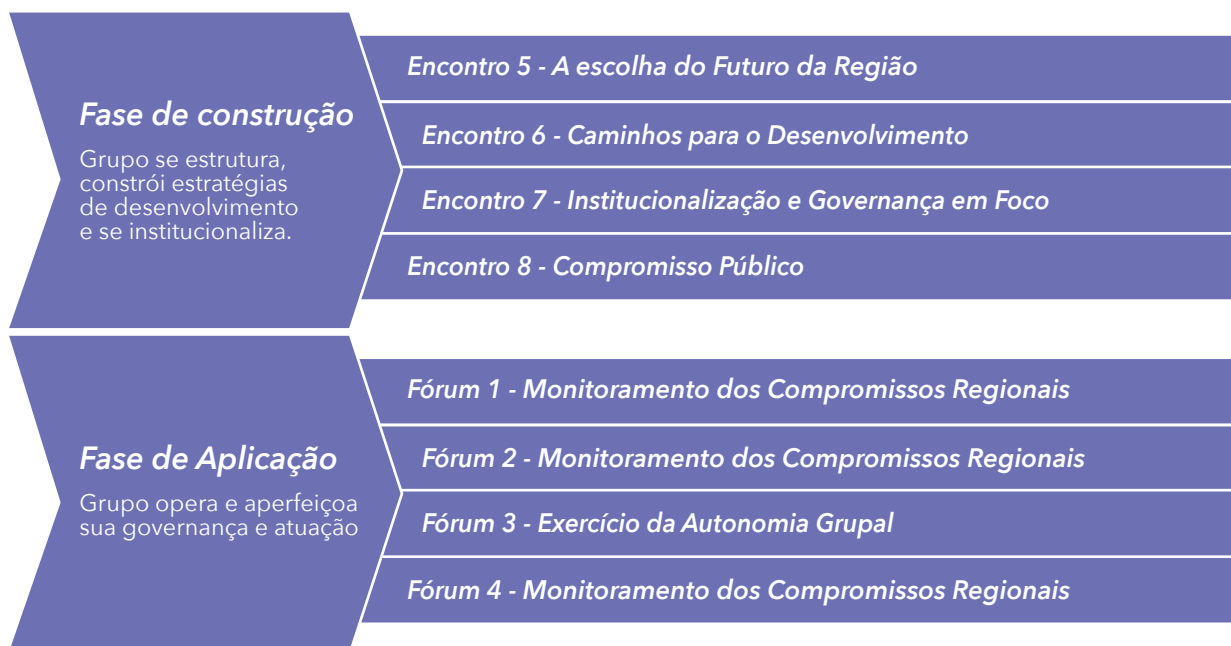 Fase de construção
Grupo se estrutura,
constrói estratégias
de desenvolvimento
e se institucionaliza.
Encontro 5 - A escolha do Futuro da Região
Encontro 6 - Caminhos para o Desenvolvimento
Encontro 7 - Institucionalização e Governança em Foco
Encontro 8 - Compromisso Público
Fase de Aplicação
Grupo opera e aperfeiçoa
sua governança e atuação
Fórum 1 - Monitoramento dos Compromissos Regionais
Fórum 2 - Monitoramento dos Compromissos Regionais
Fórum 3 - Exercício da Autonomia Grupal
Fórum 4 - Monitoramento dos Compromissos Regionais